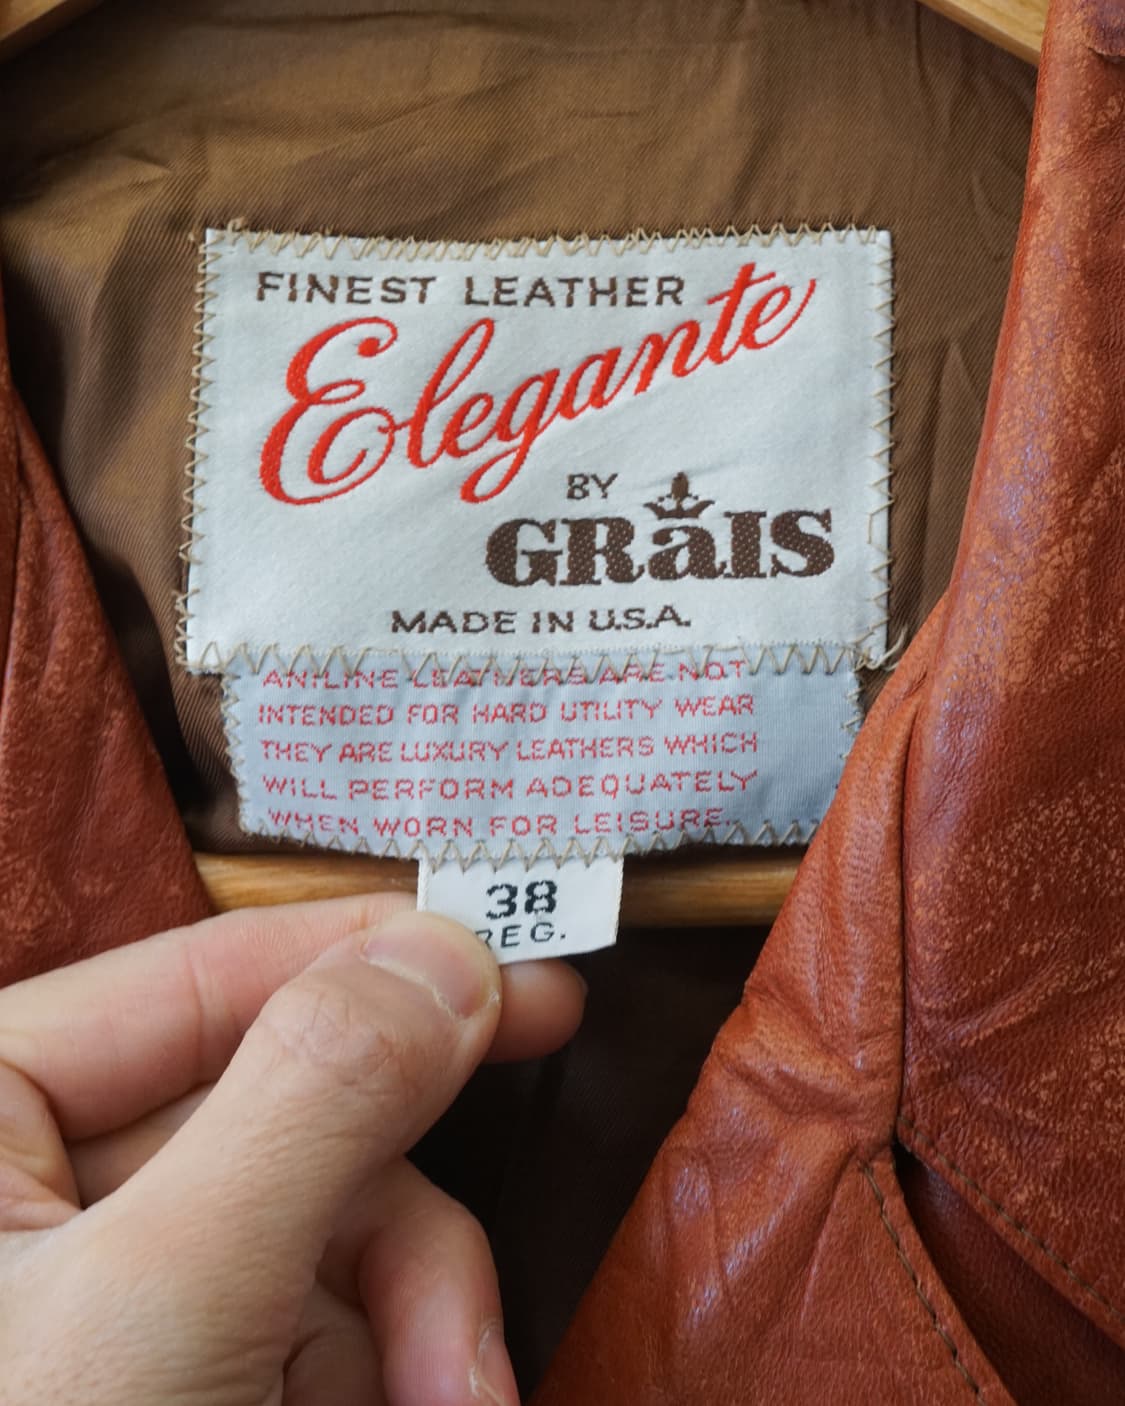 FINEST LEATHER
Elegante
BY
GRaIS
MADE IN U.S.A.
ANILINE LEATHERS ARE NOT
INTENDED FOR HARD UTILITY WEAR
THEY ARE LUXURY LEATHERS WHICH
WILL PERFORM ADEQUATELY
WHEN WORN FOR LEISURE.
38
REG.